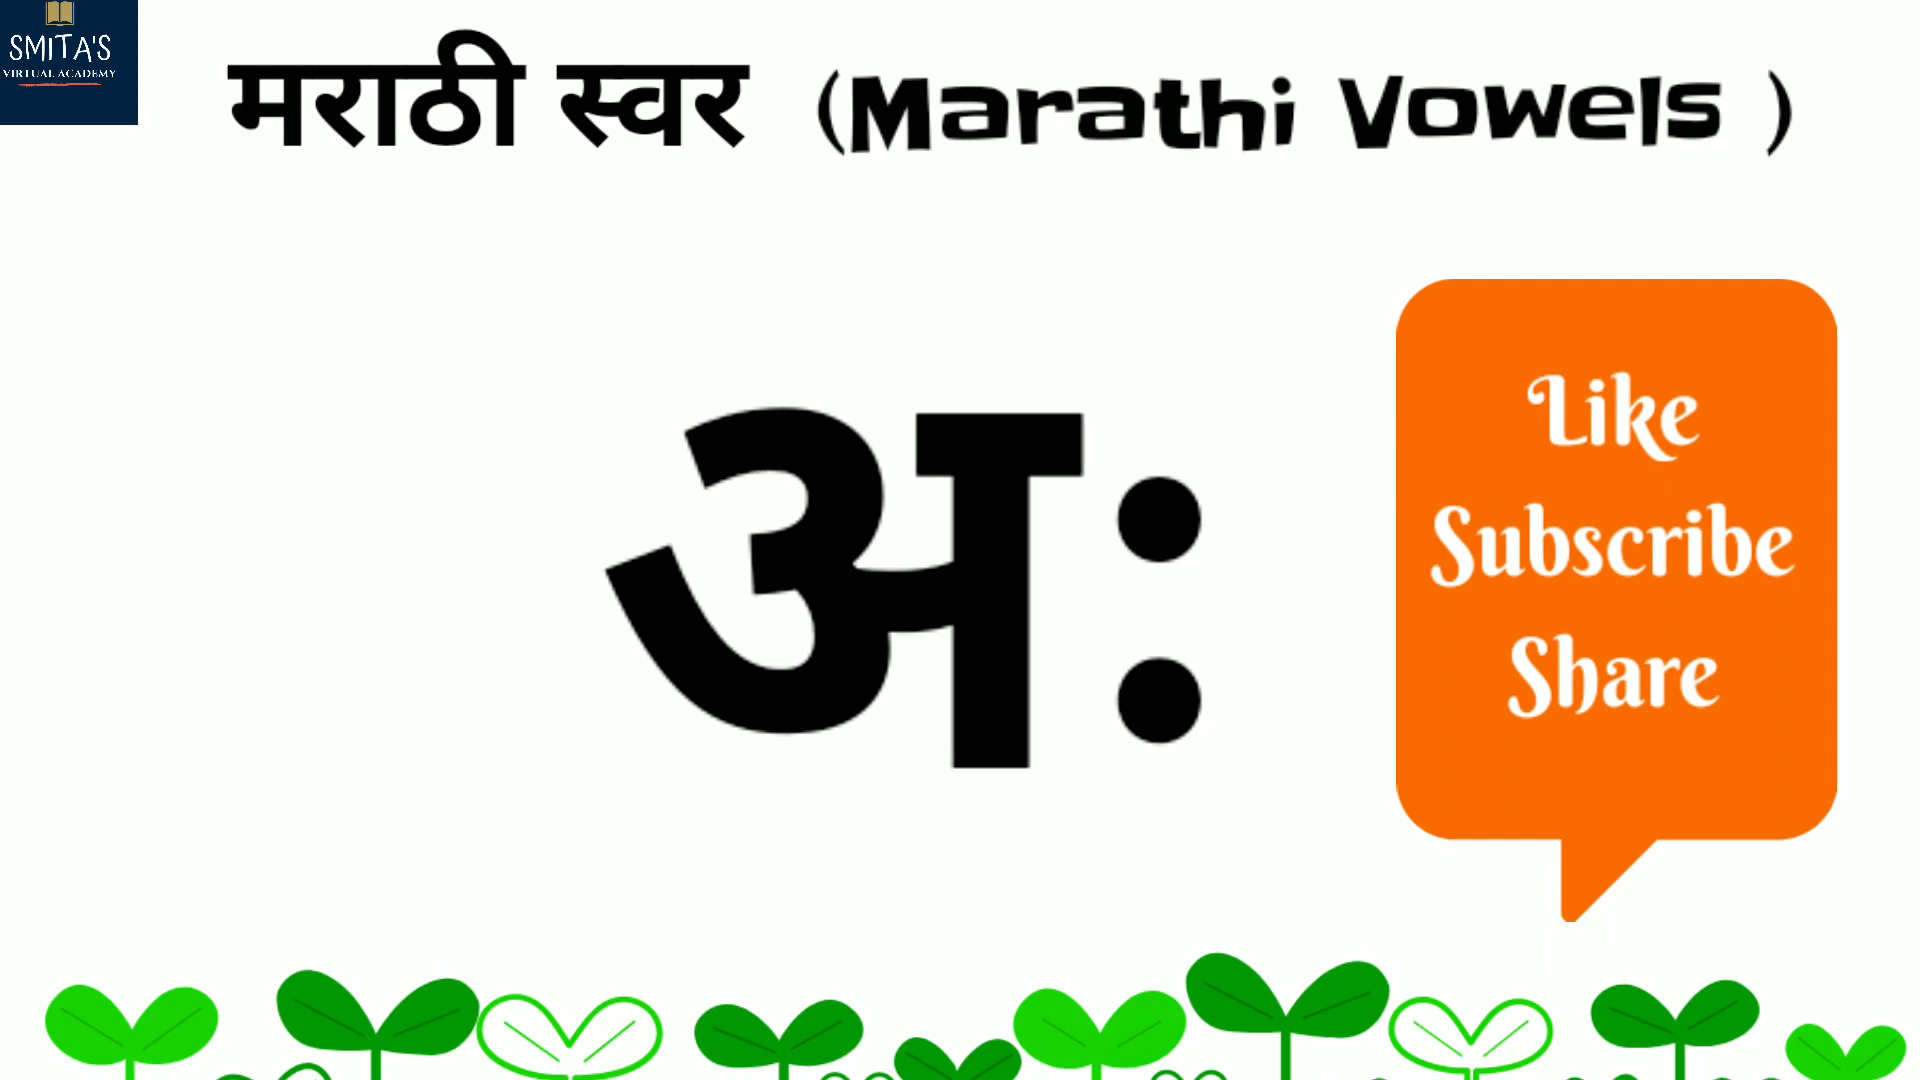 SMITA'S
VIRTUAL ACADEMY
मराठी स्वर (Marathi Vowels )
अः
Like
Subscribe
Share